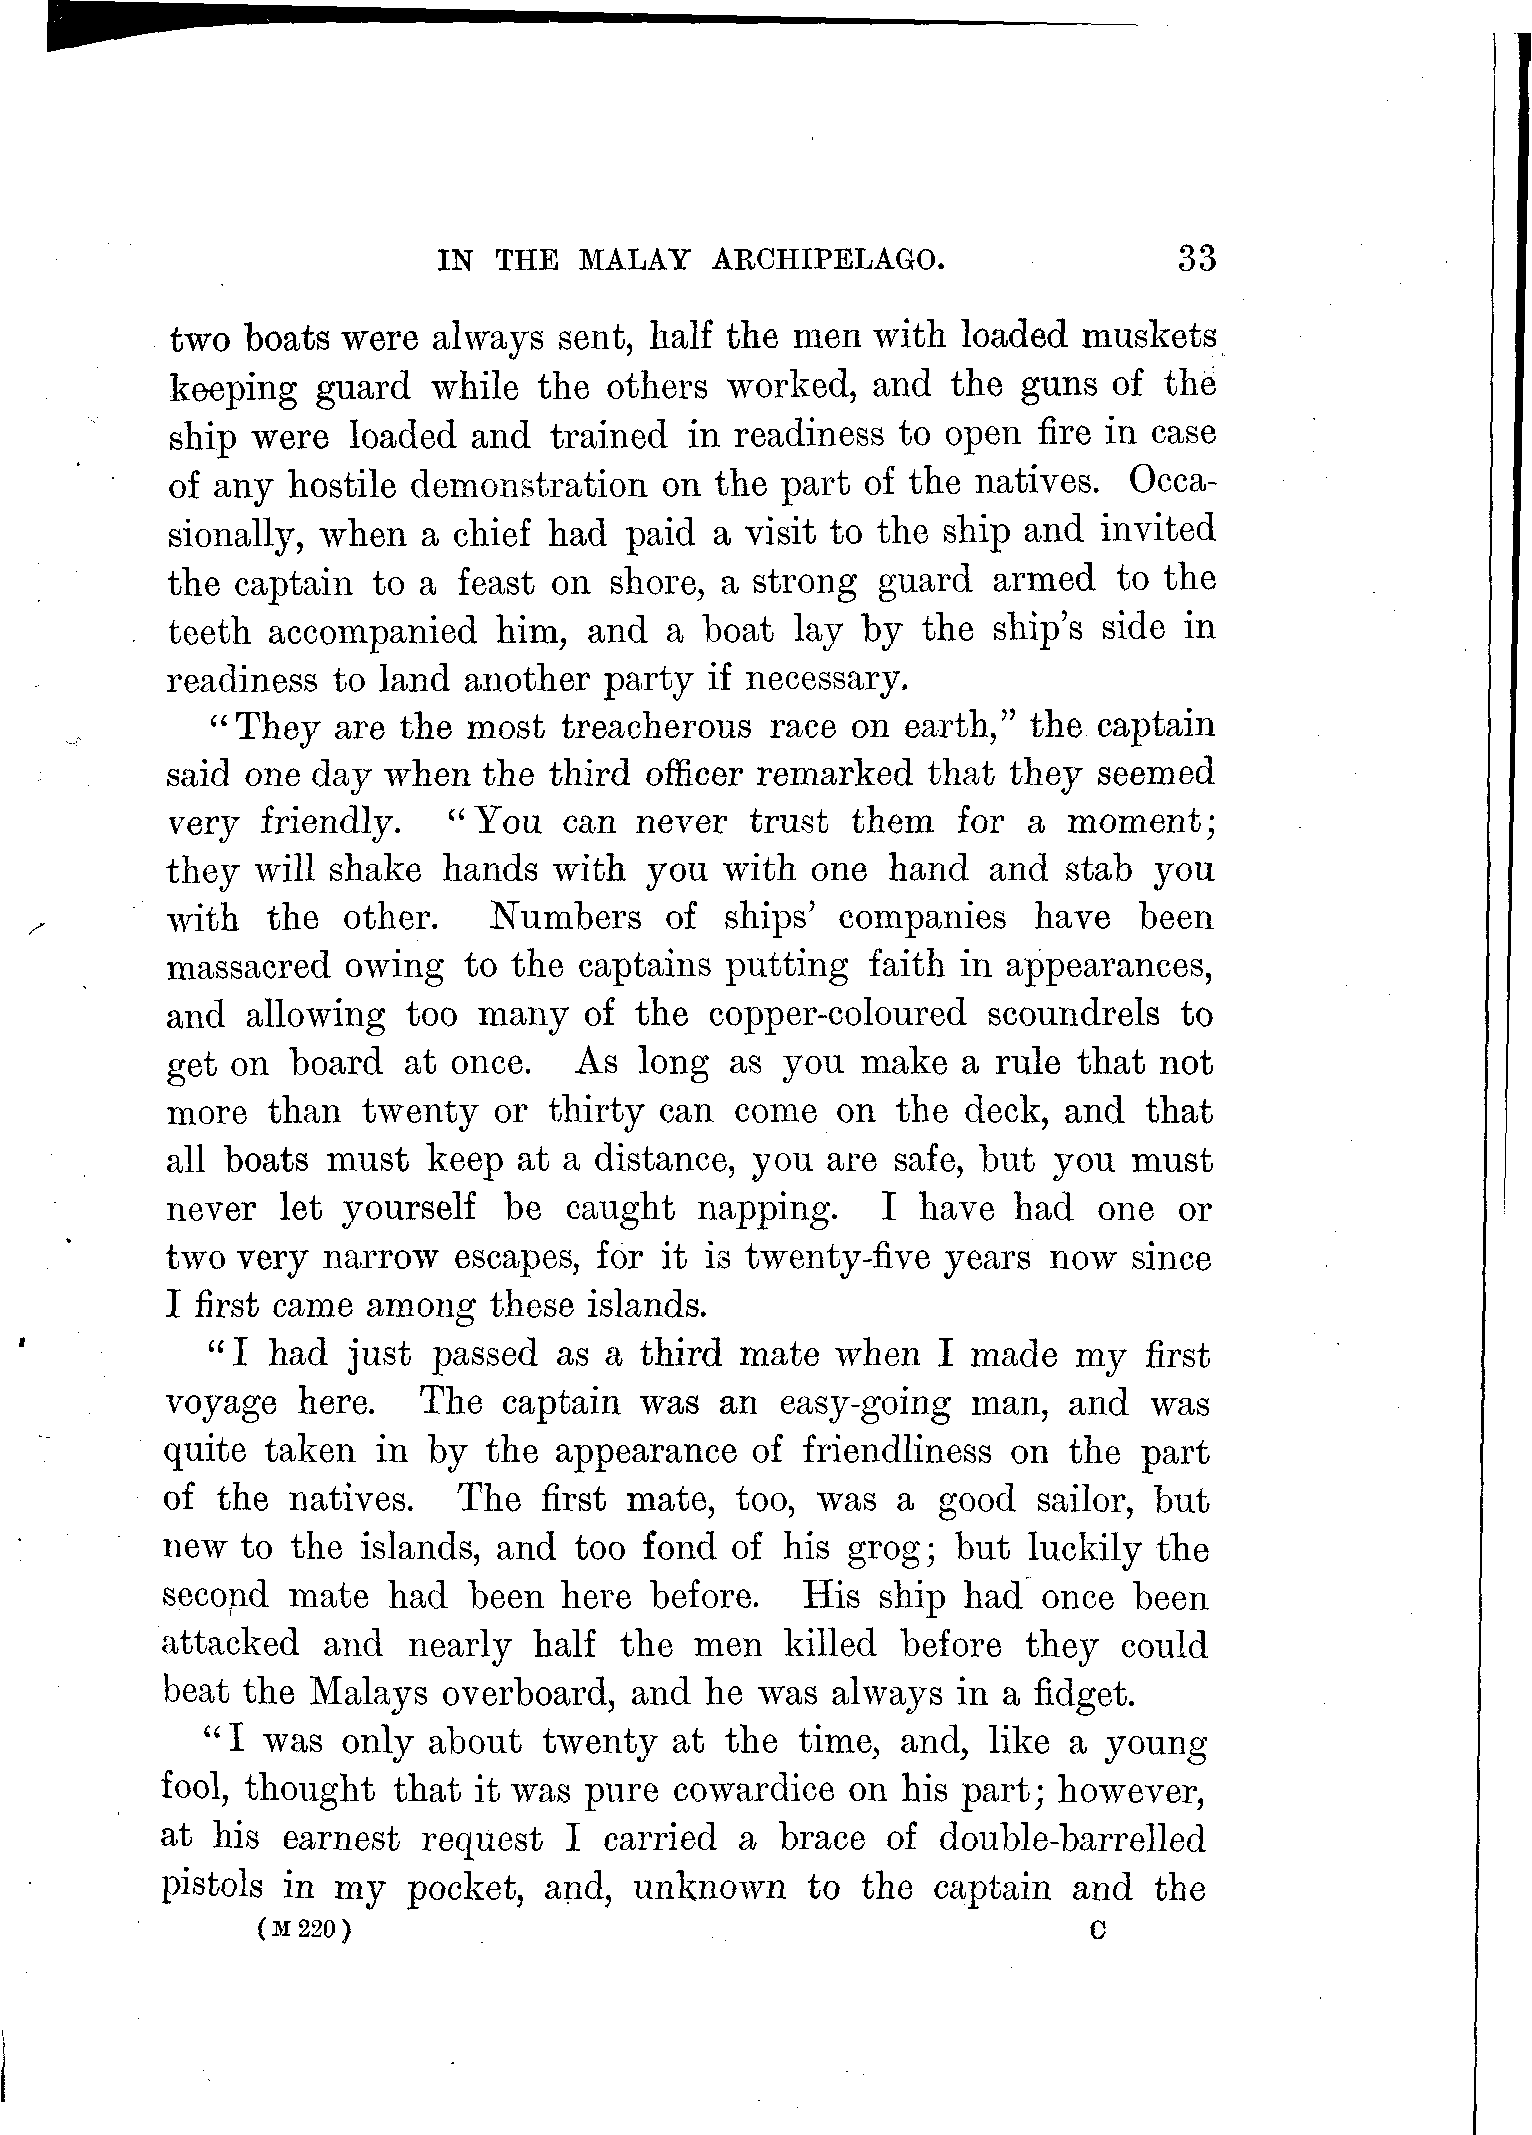 IN THE MALAY ARCHIPELAGO. 33
two boats were always sent, half the men with loaded muskets
keeping guard while the others worked, and the guns of the
ship were loaded and trained in readiness to open fire in case
of any hostile demonstration on the part of the natives. Occa-
sionally, when a chief had paid a visit to the ship and invited
the captain to a feast on shore, a strong guard armed to the
teeth accompanied him, and a boat lay by the ship's side in
readiness to land another party if necessary.
“They are the most treacherous race on earth,” the captain
said one day when the third officer remarked that they seemed
very friendly. “You can never trust them for a moment;
they will shake hands with you with one hand and stab you
with the other. Numbers of ships' companies have been
massacred owing to the captains putting faith in appearances,
and allowing too many of the copper-coloured scoundrels to
get on board at once. As long as you make a rule that not
more than twenty or thirty can come on the deck, and that
all boats must keep at a distance, you are safe, but you must
never let yourself be caught napping. I have had one or
two very narrow escapes, for it is twenty-five years now since
I first came among these islands.
“I had just passed as a third mate when I made my first
voyage here. The captain was an easy-going man, and was
quite taken in by the appearance of friendliness on the part
of the natives. The first mate, too, was a good sailor, but
new to the islands, and too fond of his grog; but luckily the
second mate had been here before. His ship had once been
attacked and nearly half the men killed before they could
beat the Malays overboard, and he was always in a fidget.
“I was only about twenty at the time, and, like a young
fool, thought that it was pure cowardice on his part; however,
at his earnest request I carried a brace of double-barrelled
pistols in my pocket, and, unknown to the captain and the
(M 220) C